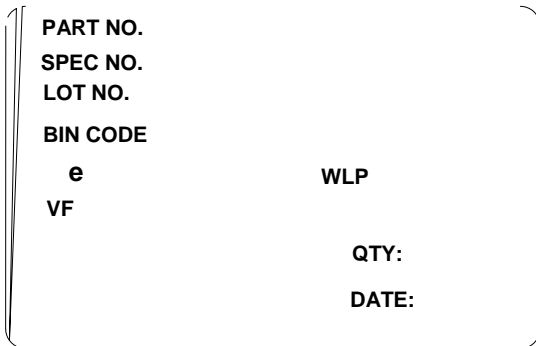 PART NO.
SPEC NO.
LOT NO.
BIN CODE
e WLP
VF
QTY:
DATE: